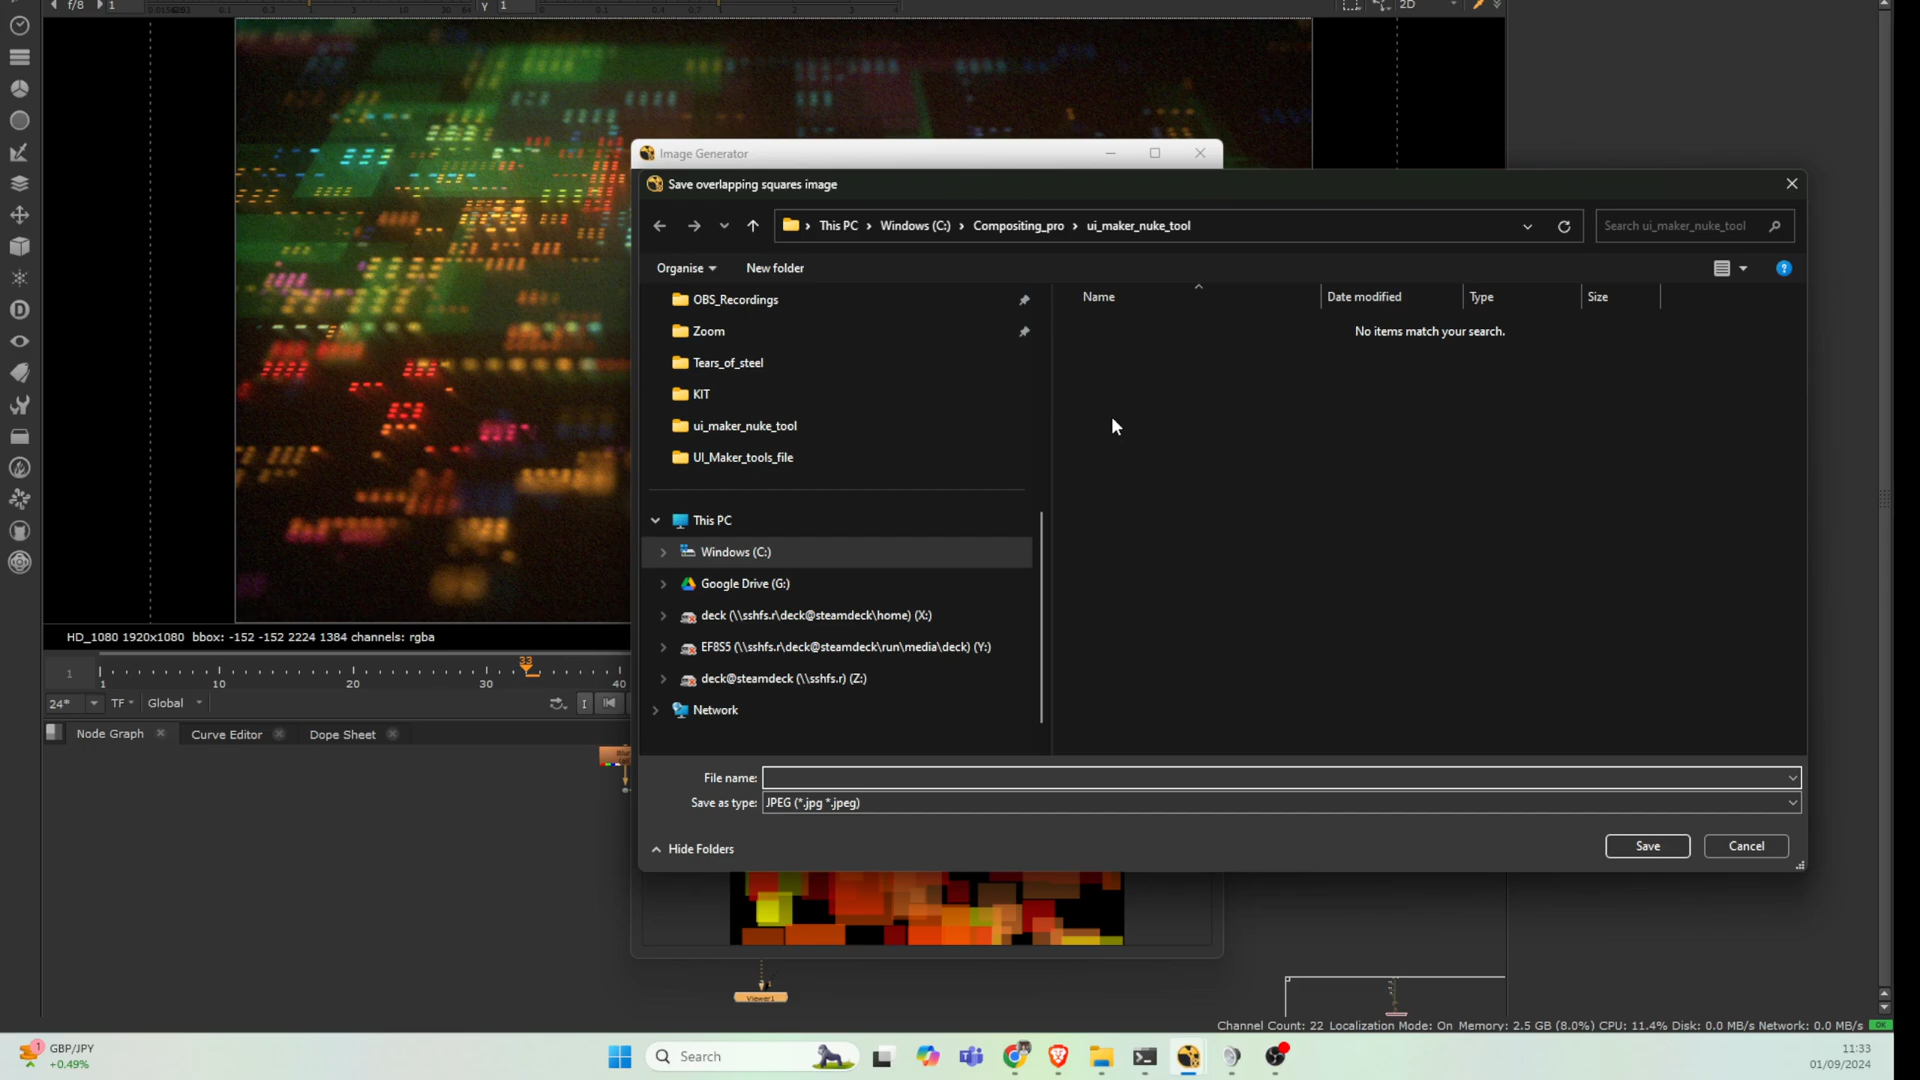 f/8
1
y
1
2D
Image Generator
Save overlapping squares image
This PC
Windows (C:)
Compositing_pro
ui_maker_nuke_tool
Search ui_maker_nuke_tool
Organise
New folder
OBS_Recordings
Zoom
Tears_of_steel
KIT
ui_maker_nuke_tool
UI_Maker_tools_file
This PC
Windows (C:)
Google Drive (G:)
deck (\\sshfs.r\deck@steamdeck\home) (X:)
EF8S5 (\\sshfs.r\deck@steamdeck\run\media\deck) (Y:)
deck@steamdeck (\\sshfs.r) (Z:)
Network
Name
Date modified
Type
Size
No items match your search.
File name:
Save as type: JPEG (*.jpg *.jpeg)
Hide Folders
Save
Cancel
HD_1080 1920x1080 bbox: -152 -152 2224 1384 channels: rgba
1
33
1
10
20
30
40
24*
TF
Global
I
Node Graph
Curve Editor
Dope Sheet
Viewer1
Channel Count: 22 Localization Mode: On Memory: 2.5 GB (8.0%) CPU: 11.4% Disk: 0.0 MB/s Network: 0.0 MB/s
OK
1
GBP/JPY
+0.49%
Search
11:33
01/09/2024